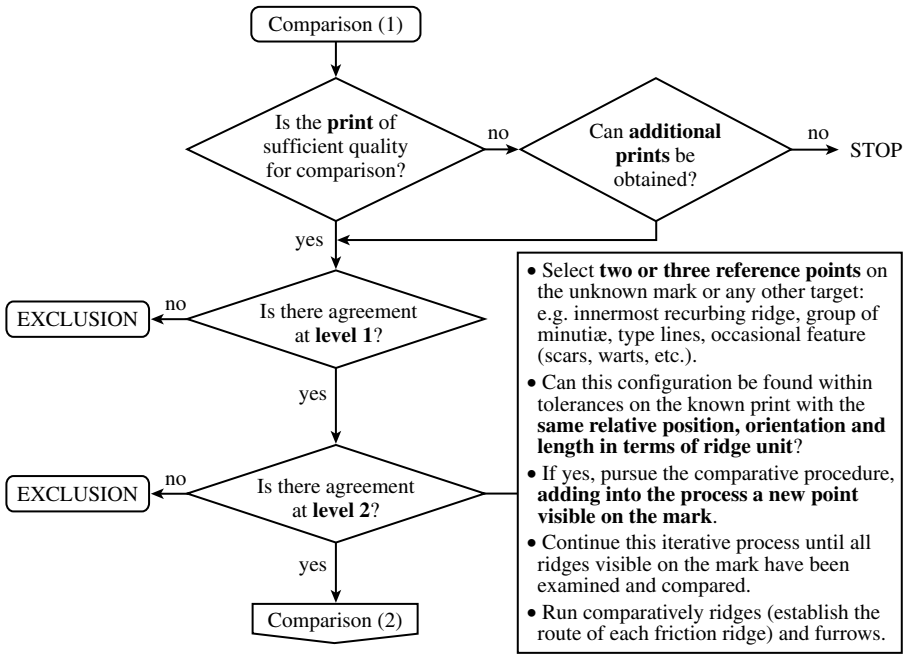 Comparison (1)
Is the print of
sufficient quality
for comparison?
no
Can additional
prints be
obtained?
no
STOP
yes
EXCLUSION
no
Is there agreement
at level 1?
yes
EXCLUSION
no
Is there agreement
at level 2?
yes
Comparison (2)
• Select two or three reference points on
the unknown mark or any other target:
e.g. innermost recurbing ridge, group of
minutiæ, type lines, occasional feature
(scars, warts, etc.).
• Can this configuration be found within
tolerances on the known print with the
same relative position, orientation and
length in terms of ridge unit?
• If yes, pursue the comparative procedure,
adding into the process a new point
visible on the mark.
• Continue this iterative process until all
ridges visible on the mark have been
examined and compared.
• Run comparatively ridges (establish the
route of each friction ridge) and furrows.